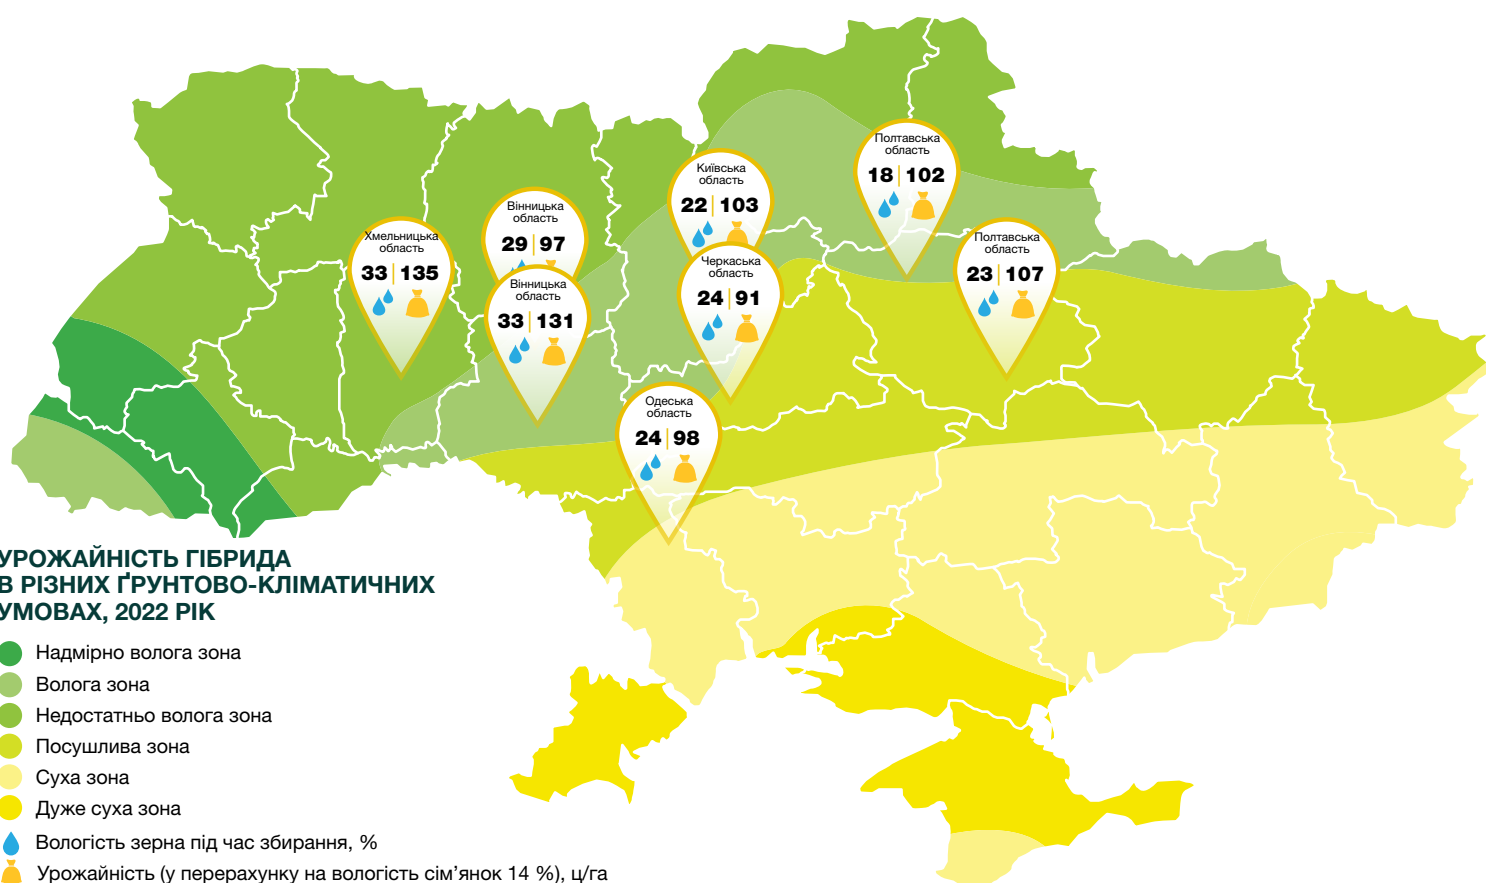 Полтавська
область
18 | 102
Київська
область
22 | 103
Вінницька
область
29 | 97
Хмельницька
область
33 | 135
Полтавська
область
23 | 107
Черкаська
область
24 | 91
Вінницька
область
33 | 131
Одеська
область
24 | 98
УРОЖАЙНІСТЬ ГІБРИДА
В РІЗНИХ ҐРУНТОВО-КЛІМАТИЧНИХ
УМОВАХ, 2022 РІК
Надмірно волога зона
Волога зона
Недостатньо волога зона
Посушлива зона
Суха зона
Дуже суха зона
Вологість зерна під час збирання, %
Урожайність (у перерахунку на вологість сім’янок 14 %), ц/га